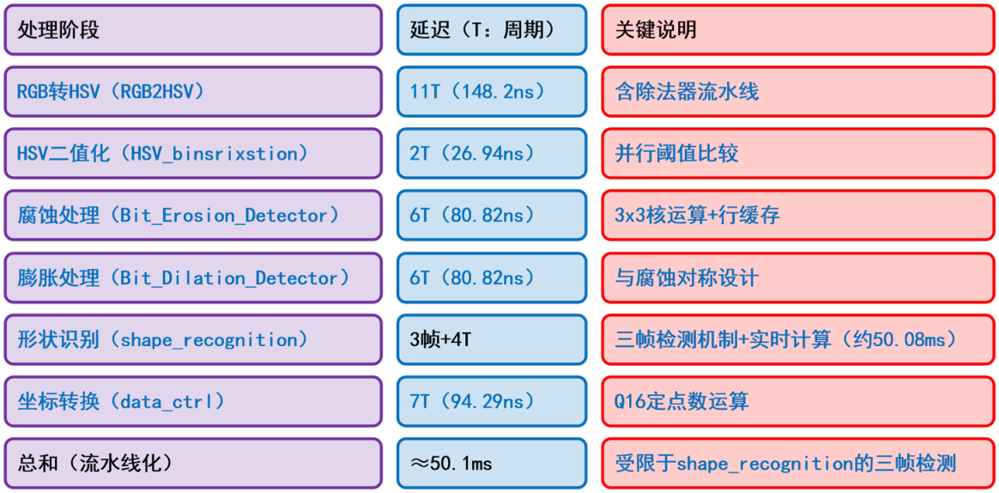 处理阶段 延迟（T：周期） 关键说明
RGB转HSV（RGB2HSV） 11T（148.2ns） 含除法器流水线
HSV二值化（HSV_binsrixstion） 2T（26.94ns） 并行阈值比较
腐蚀处理（Bit_Erosion_Detector） 6T（80.82ns） 3x3核运算+行缓存
膨胀处理（Bit_Dilation_Detector） 6T（80.82ns） 与腐蚀对称设计
形状识别（shape_recognition） 3帧+4T 三帧检测机制+实时计算（约50.08ms）
坐标转换（data_ctrl） 7T（94.29ns） Q16定点数运算
总和（流水线化） ≈50.1ms 受限于shape_recognition的三帧检测